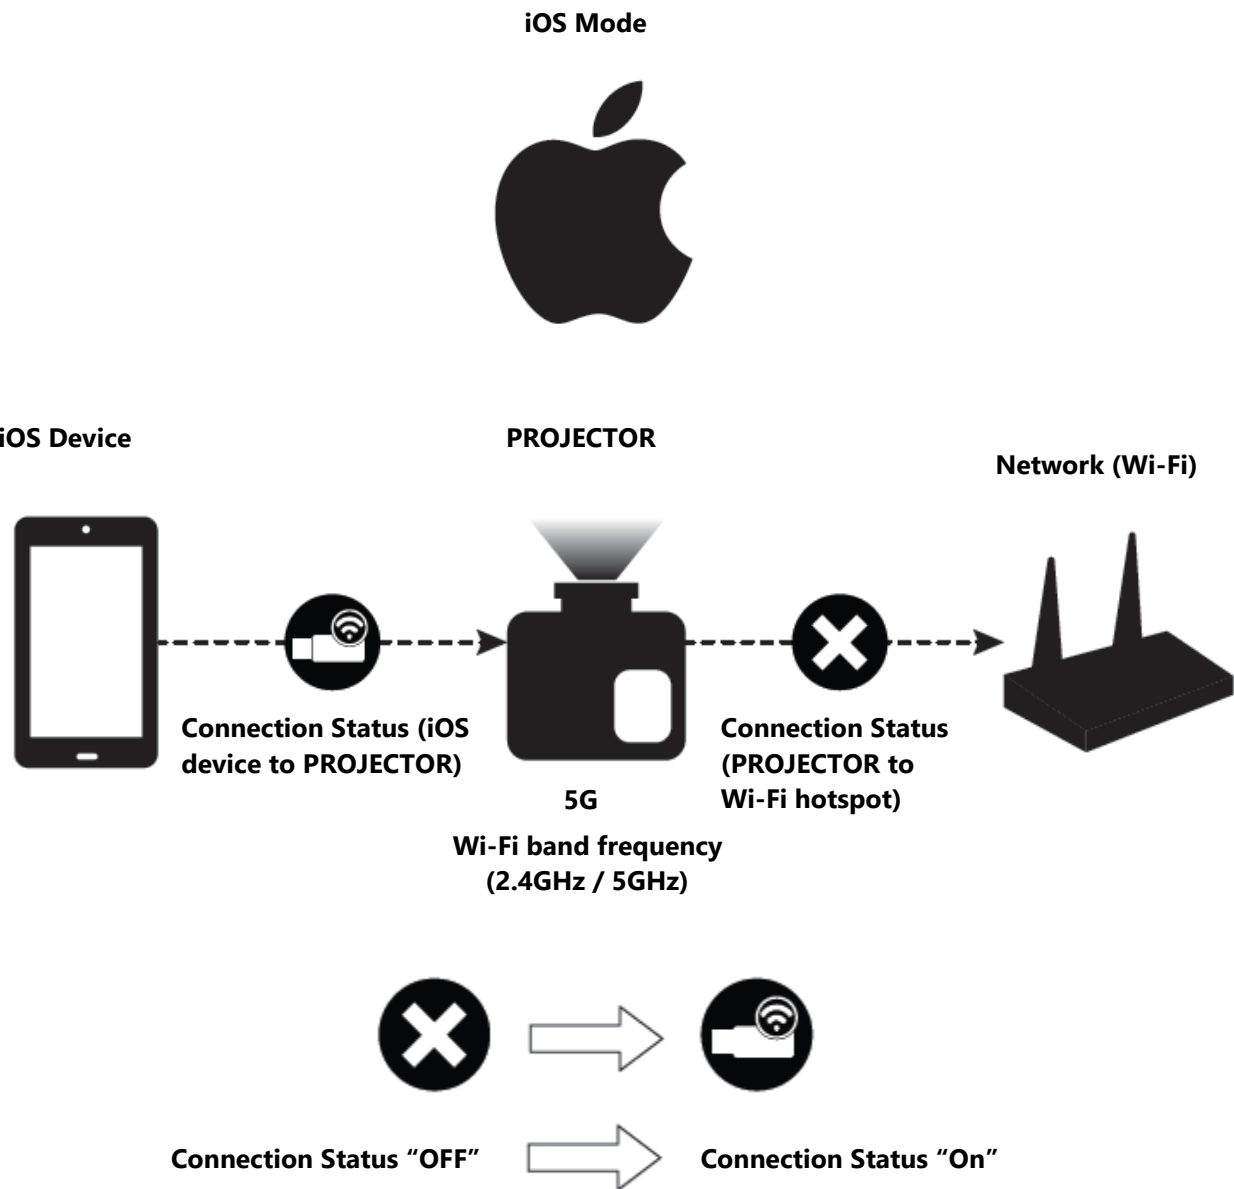 iOS Mode
iOS Device
PROJECTOR
Network (Wi-Fi)
Connection Status (iOS
device to PROJECTOR)
5G
Wi-Fi band frequency
(2.4GHz / 5GHz)
Connection Status
(PROJECTOR to
Wi-Fi hotspot)
Connection Status “OFF”
Connection Status “On”